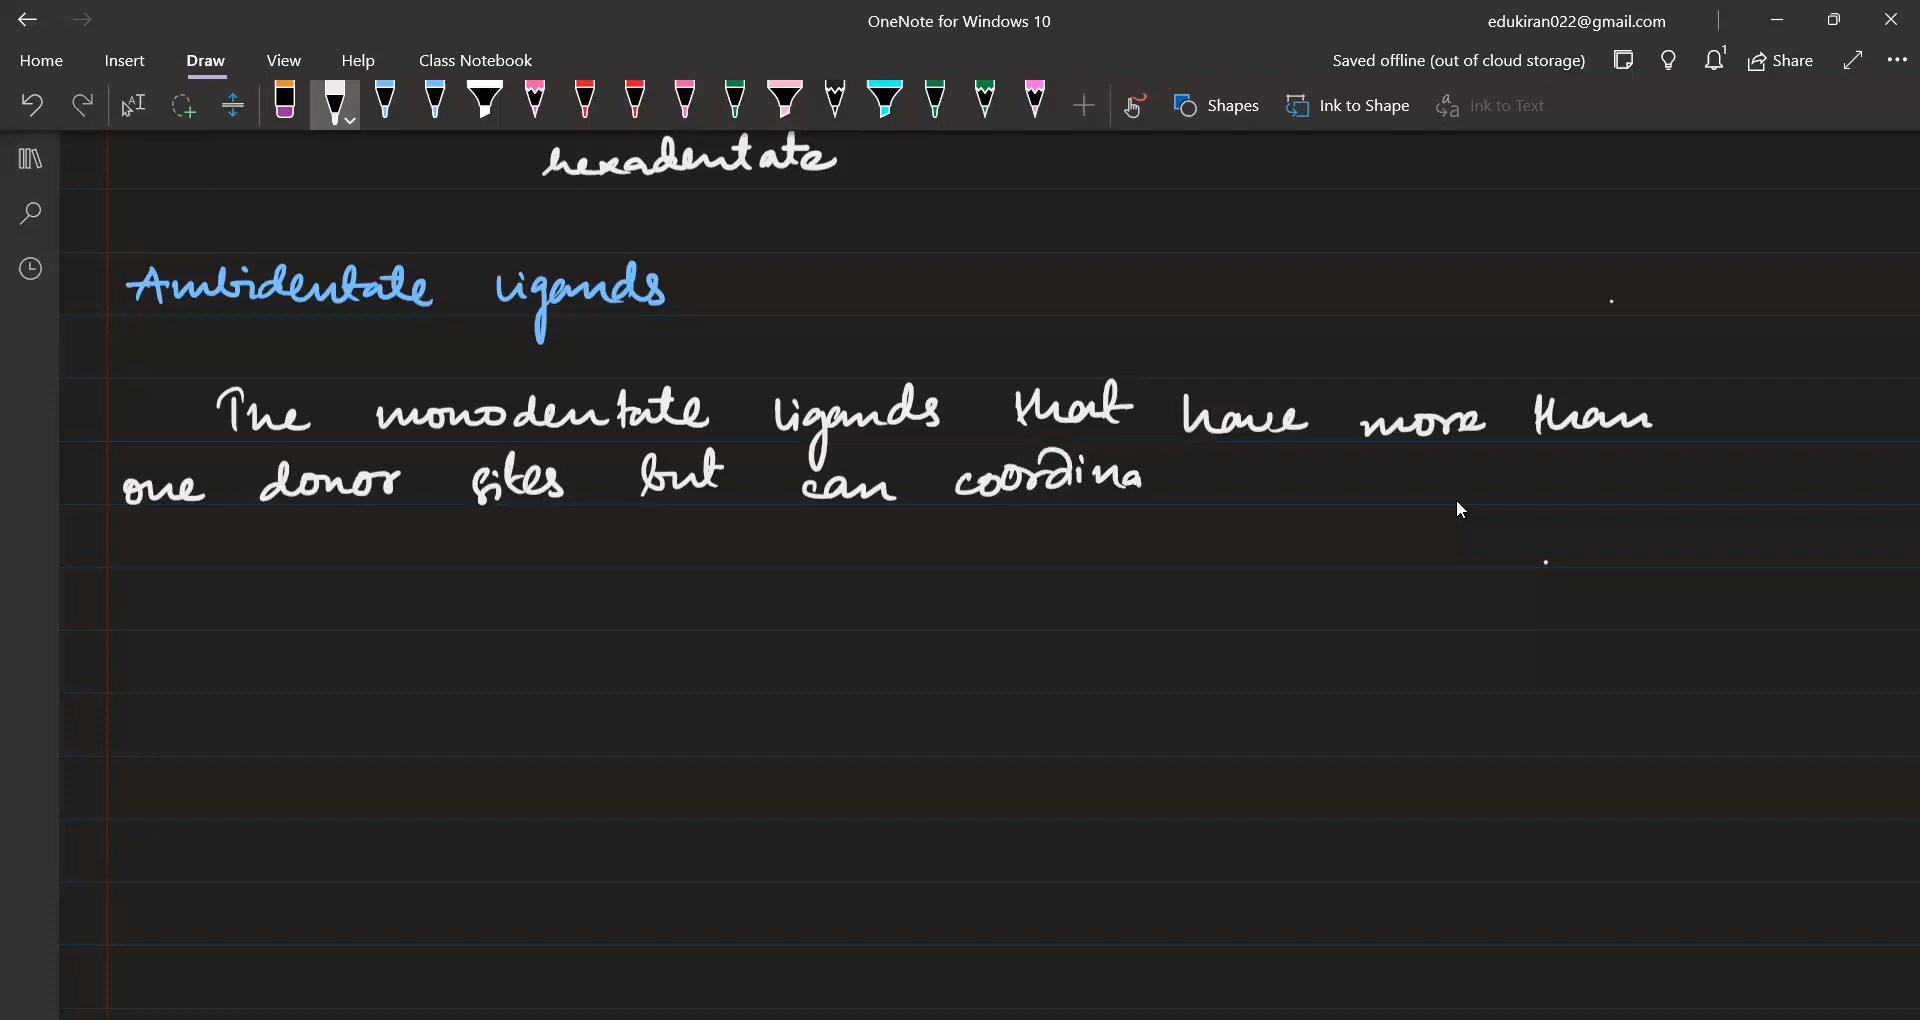 OneNote for Windows 10
edukiran022@gmail.com
Home Insert Draw View Help Class Notebook
Saved offline (out of cloud storage) 1 Share
Shapes Ink to Shape Ink to Text
hexadentate
Ambidentate ligands
The monodentate ligands that have more than
one donor sites but can coordina